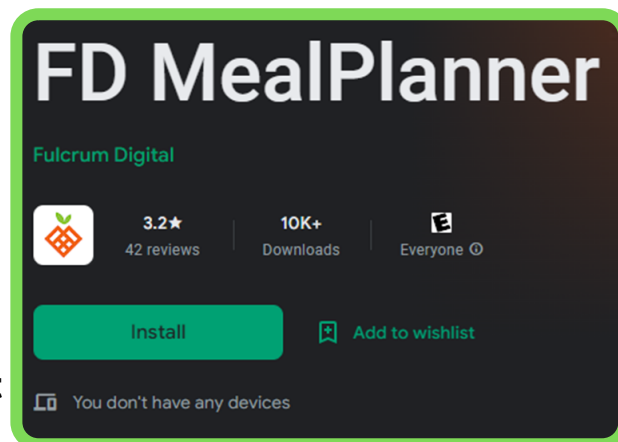 FD MealPlanner
Fulcrum Digital
3.2★ 10K+ E
42 reviews Downloads Everyone
Install Add to wishlist
You don't have any devices